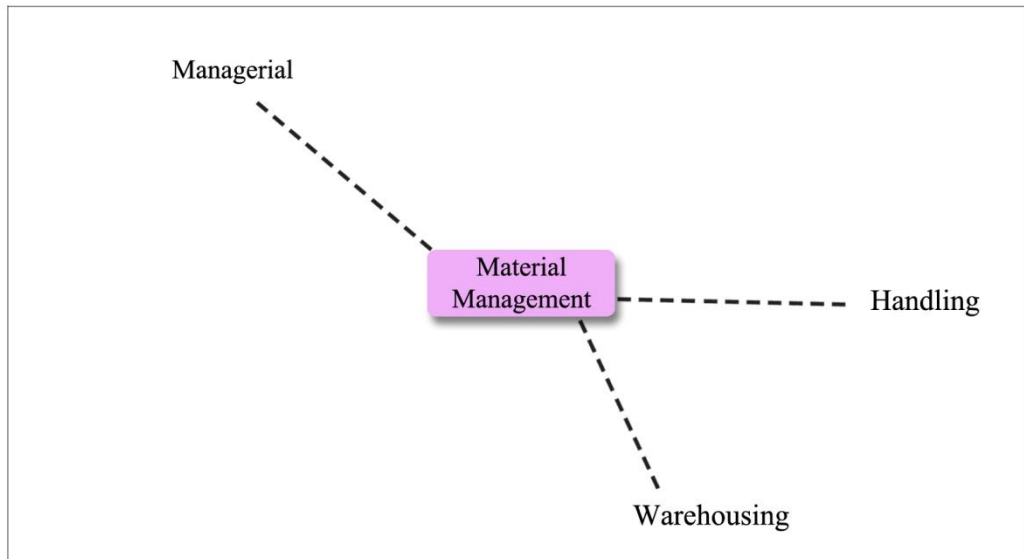 Managerial
Material
Management
Handling
Warehousing